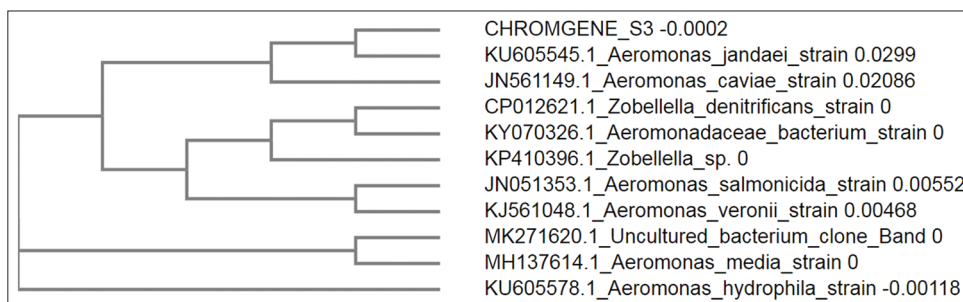 CHROMGENE_S3 -0.0002
KU605545.1_Aeromonas_jandaei_strain 0.0299
JN561149.1_Aeromonas_caviae_strain 0.02086
CP012621.1_Zobellella_denitrificans_strain 0
KY070326.1_Aeromonadaceae_bacterium_strain 0
KP410396.1_Zobellella_sp. 0
JN051353.1_Aeromonas_salmonicida_strain 0.00552
KJ561048.1_Aeromonas_veronii_strain 0.00468
MK271620.1_Uncultured_bacterium_clone_Band 0
MH137614.1_Aeromonas_media_strain 0
KU605578.1_Aeromonas_hydrophila_strain -0.00118